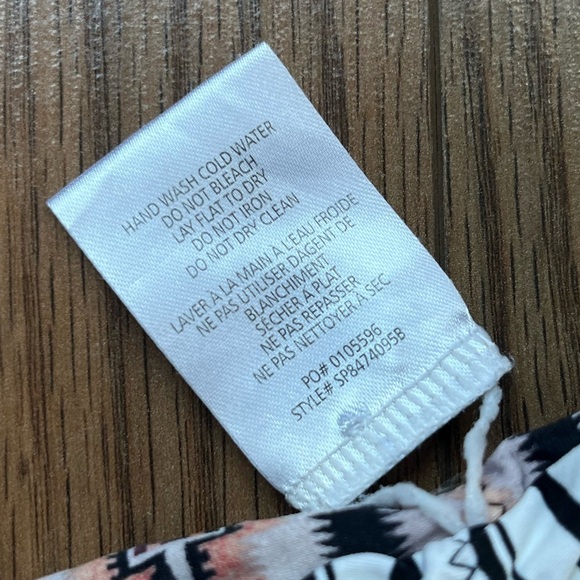 HAND WASH COLD WATER
DO NOT BLEACH
LAY FLAT TO DRY
DO NOT IRON
DO NOT DRY CLEAN
LAVER À LA MAIN À L'EAU FROIDE
NE PAS UTILISER D'AGENT DE
BLANCHIMENT
SÉCHER À PLAT
NE PAS REPASSER
NE PAS NETTOYER À SEC
PO# 0105596
STYLE# SP8474095B